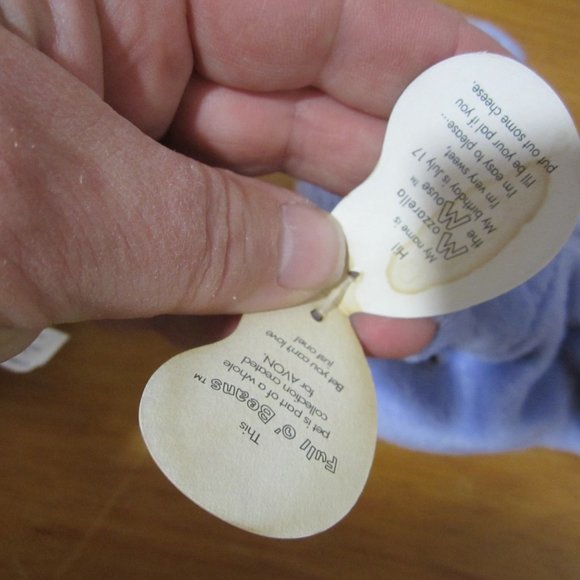 Hi!
My name is
Mozzarella
the Mouse™
My birthday is July 17
I'm very sweet,
I'm easy to please...
I'll be your pal if you
put out some cheese.
This
Full o' Beans™
pet is part of a whole
collection created
for AVON.
Bet you can't love
just one!